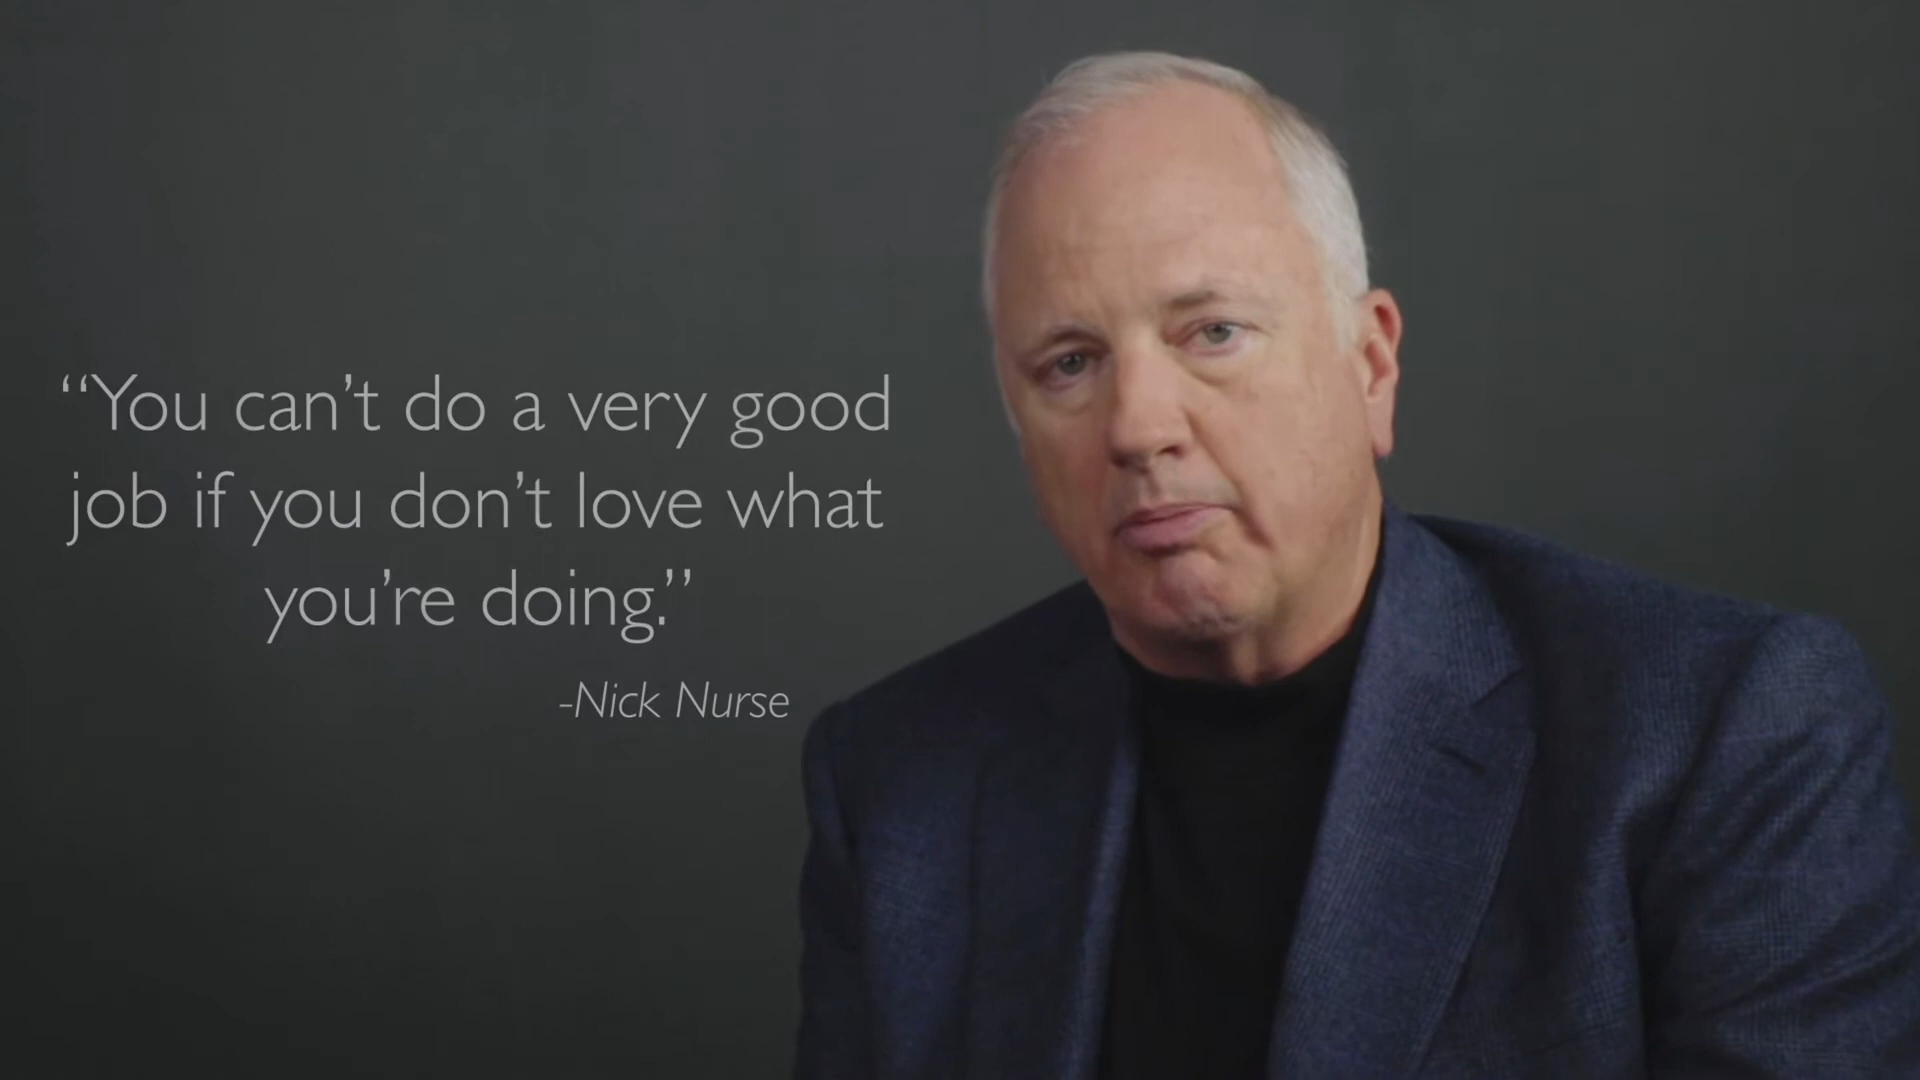 “You can’t do a very good
job if you don’t love what
you’re doing.”
-Nick Nurse